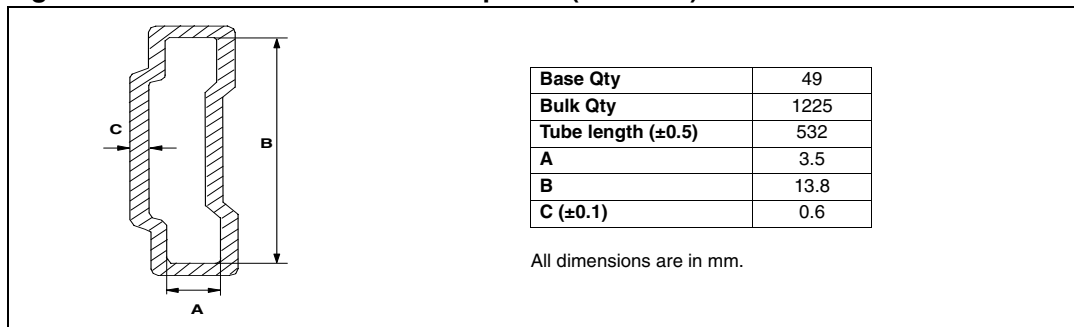 C
B
A
Base Qty 49
Bulk Qty 1225
Tube length (±0.5) 532
A 3.5
B 13.8
C (±0.1) 0.6
All dimensions are in mm.